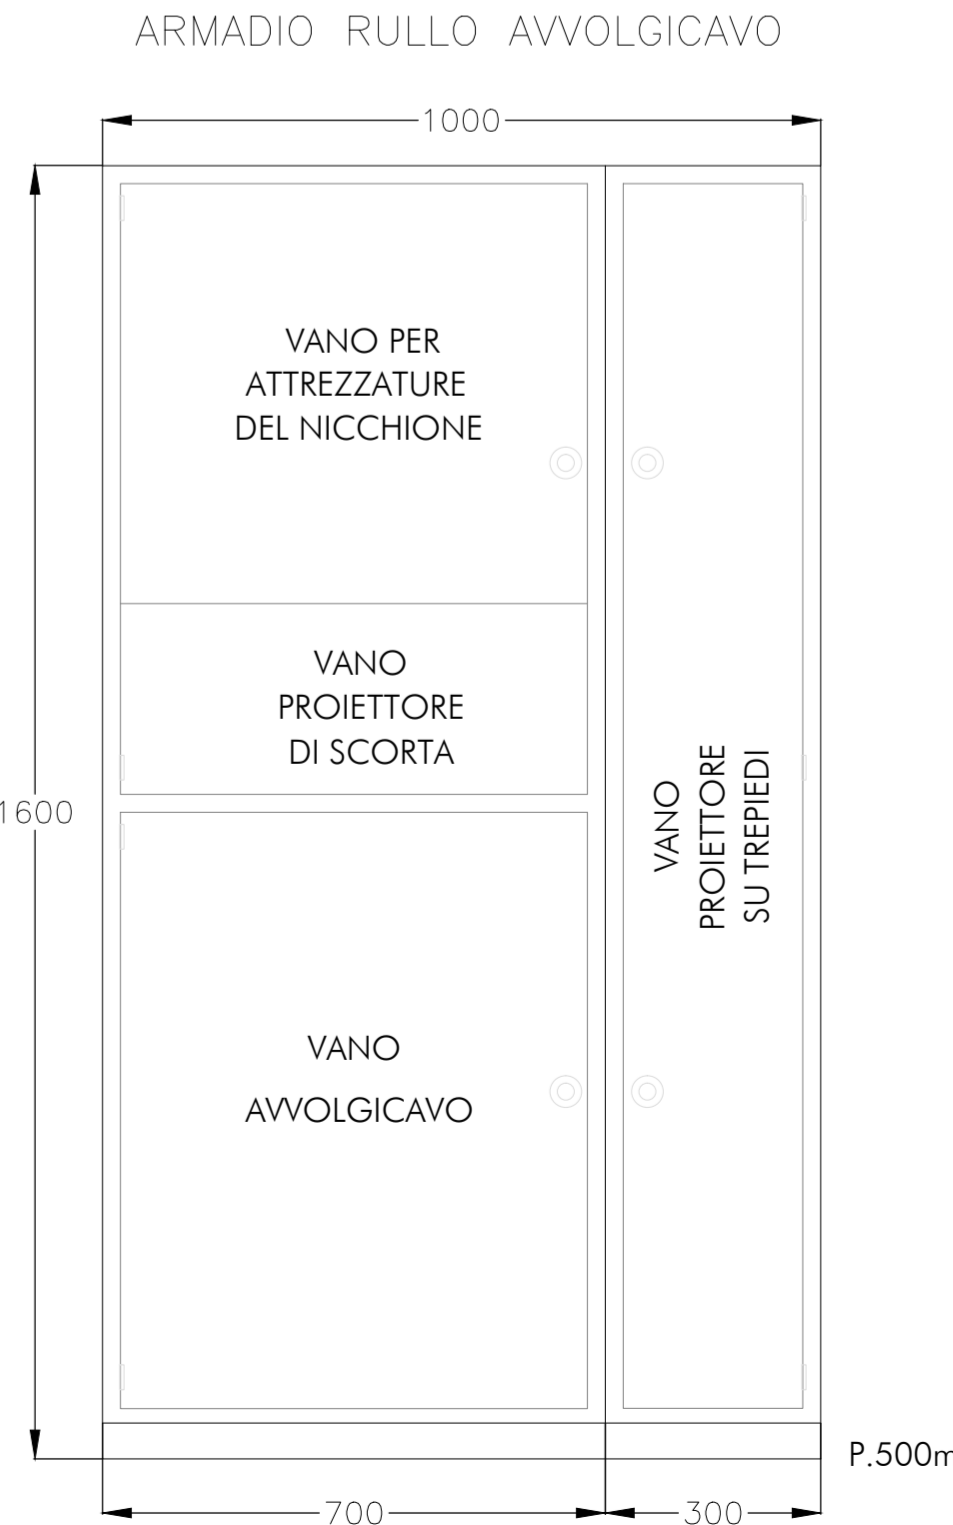 ARMADIO RULLO AVVOLGICAVO
1000
VANO PER
ATTREZZATURE
DEL NICCHIONE
VANO
PROIETTORE
DI SCORTA
1600
VANO
PROIETTORE
SU TREPIEDI
VANO
AVVOLGICAVO
P.500m
700
300